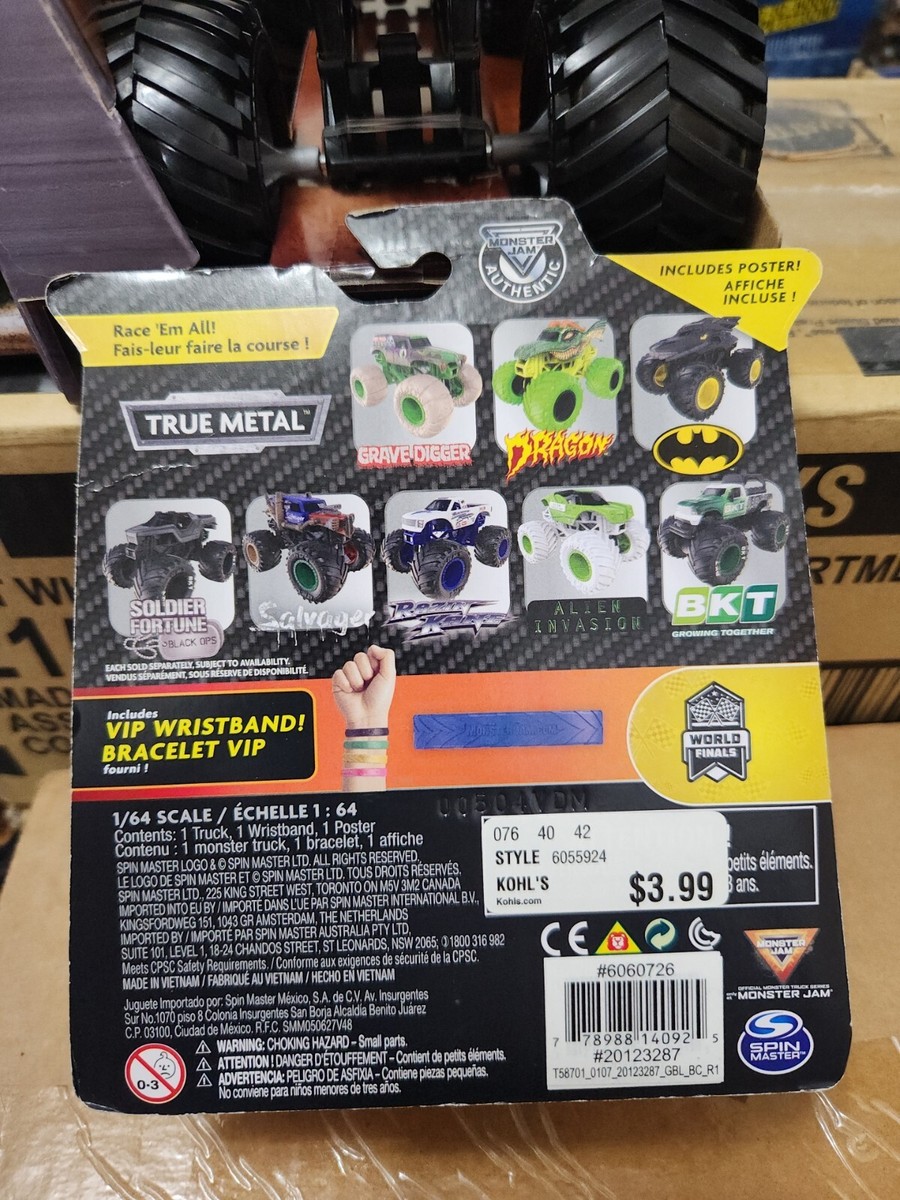 MONSTER JAM
AUTHENTIC
INCLUDES POSTER!
AFFICHE
INCLUSE !
Race 'Em All!
Fais-leur faire la course !
TRUE METAL™
GRAVE DIGGER
DRAGON
SOLDIER
FORTUNE
BLACK OPS
Salvager
ALIEN
INVASION
BKT
GROWING TOGETHER
EACH SOLD SEPARATELY, SUBJECT TO AVAILABILITY.
VENDUS SÉPARÉMENT, SOUS RÉSERVE DE DISPONIBILITÉ.
Includes
VIP WRISTBAND!
BRACELET VIP
fourni !
WORLD
FINALS
00504VDM
1/64 SCALE / ÉCHELLE 1 : 64
Contents: 1 Truck, 1 Wristband, 1 Poster
Contenu : 1 monster truck, 1 bracelet, 1 affiche
SPIN MASTER LOGO & © SPIN MASTER LTD. ALL RIGHTS RESERVED.
LE LOGO DE SPIN MASTER ET © SPIN MASTER LTD. TOUS DROITS RÉSERVÉS.
SPIN MASTER LTD., 225 KING STREET WEST, TORONTO ON M5V 3M2 CANADA
IMPORTED INTO EU BY / IMPORTÉ DANS L'UE PAR SPIN MASTER INTERNATIONAL B.V.,
KINGSFORDWEG 151, 1043 GR AMSTERDAM, THE NETHERLANDS
IMPORTED BY / IMPORTÉ PAR SPIN MASTER AUSTRALIA PTY LTD,
SUITE 101, LEVEL 1, 18-24 CHANDOS STREET, ST LEONARDS, NSW 2065; 1800 316 982
Meets CPSC Safety Requirements. / Conforme aux exigences de sécurité de la CPSC.
MADE IN VIETNAM / FABRIQUÉ AU VIETNAM / HECHO EN VIETNAM
Juguete Importado por: Spin Master México, S.A. de C.V. Av. Insurgentes
Sur No.1070 piso 8 Colonia Insurgentes San Borja Alcaldía Benito Juárez
C.P. 03100, Ciudad de México. R.F.C. SMM050627V48
0-3
WARNING: CHOKING HAZARD – Small parts.
ATTENTION ! DANGER D'ÉTOUFFEMENT – Contient de petits éléments.
ADVERTENCIA: PELIGRO DE ASFIXIA – Contiene piezas pequeñas.
No conviene para niños menores de tres años.
076 40 42
STYLE 6055924
KOHL'S
Kohls.com
$3.99
petits éléments.
ans.
CE
#6060726
7 78988 14092 5
#20123287
T58701_0107_20123287_GBL_BC_R1
MONSTER
JAM
OFFICIAL MONSTER TRUCK SERIES
MONSTER JAM
SPIN
MASTER™